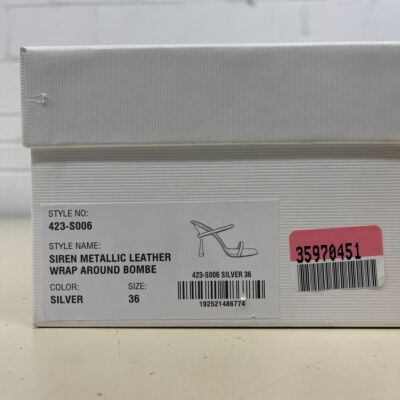 STYLE NO:
423-S006
STYLE NAME:
SIREN METALLIC LEATHER
WRAP AROUND BOMBE
COLOR: SIZE:
SILVER 36
423-S006 SILVER 36
192521486774
35970451